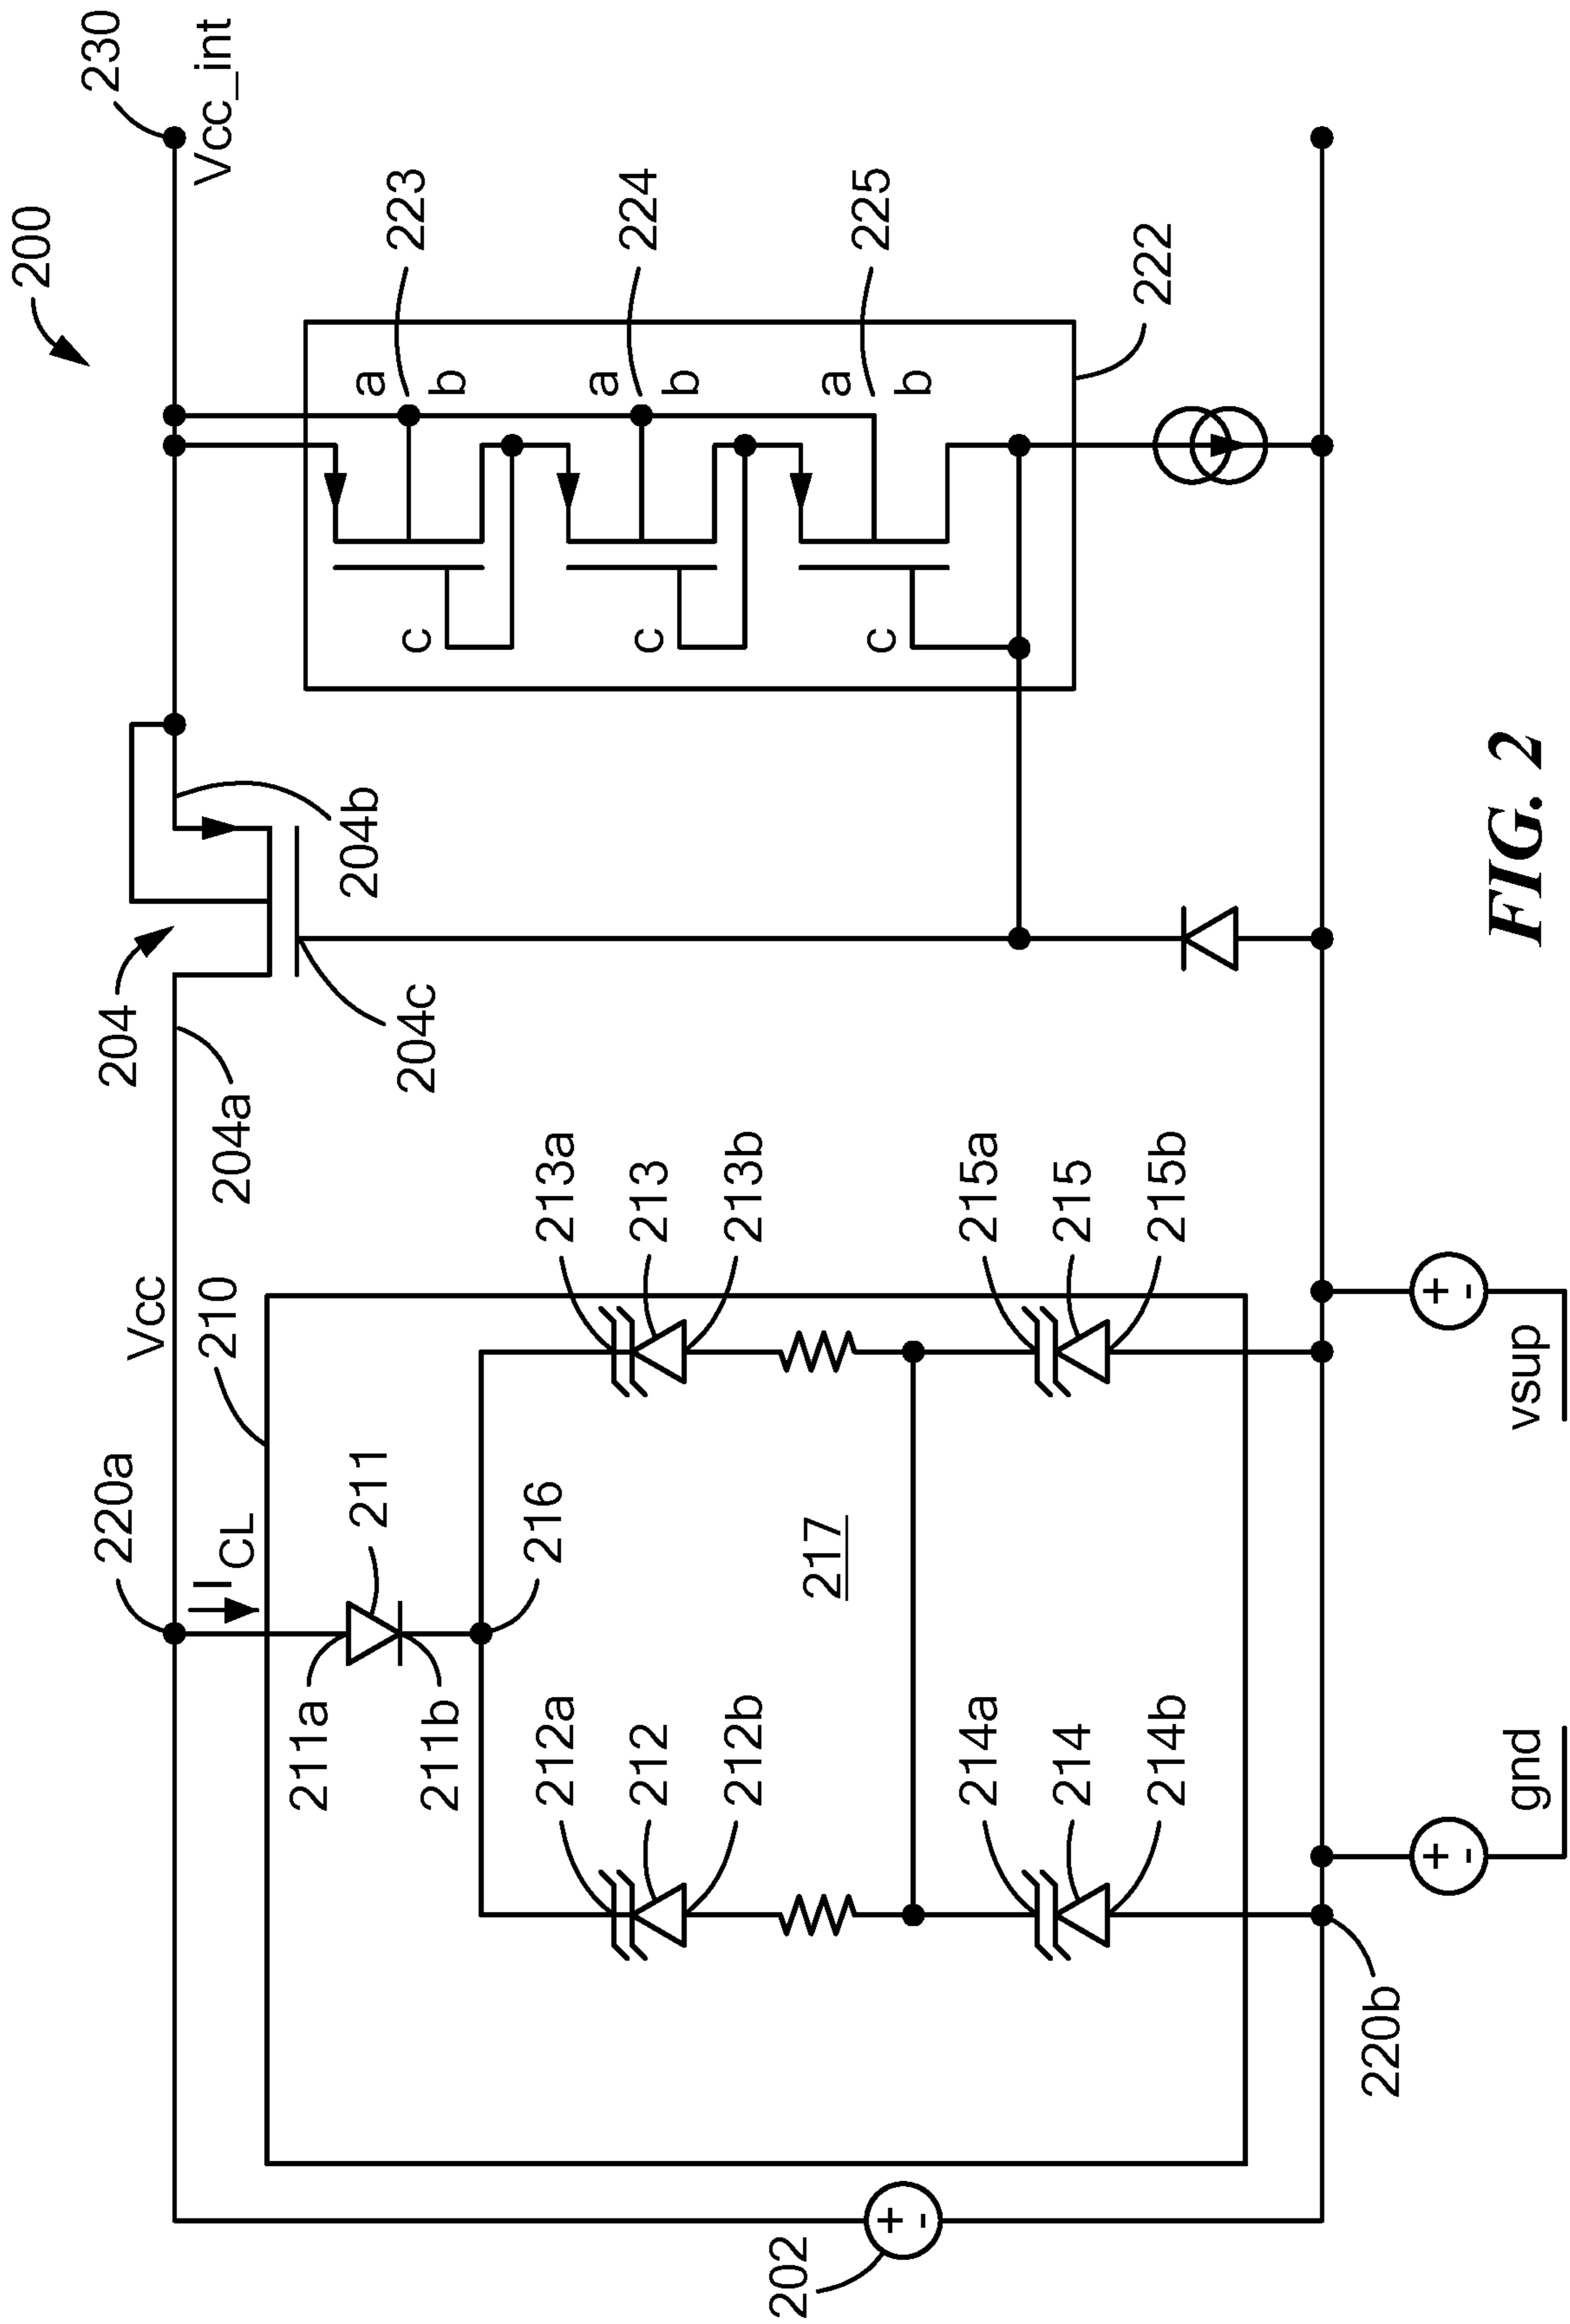 200
220a
Vcc
204
230
Vcc_int
I_CL
210
204a
204b
204c
211a
211
211b
216
a
223
b
c
a
224
b
c
a
225
b
c
222
212a
212
212b
213a
213
213b
217
214a
214
214b
215a
215
215b
202
+
-
220b
+
-
gnd
+
-
vsup
FIG. 2